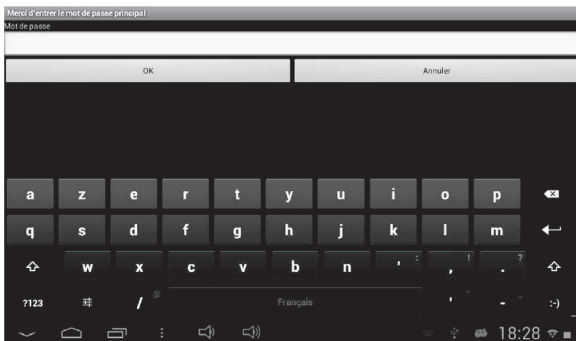 Merci d'entrer le mot de passe principal
Mot de passe
OK Annuler
a z e r t y u i o p
q s d f g h j k l m
w x c v b n ' : , ! . ?
?123 / Français ' - :-)
18:28